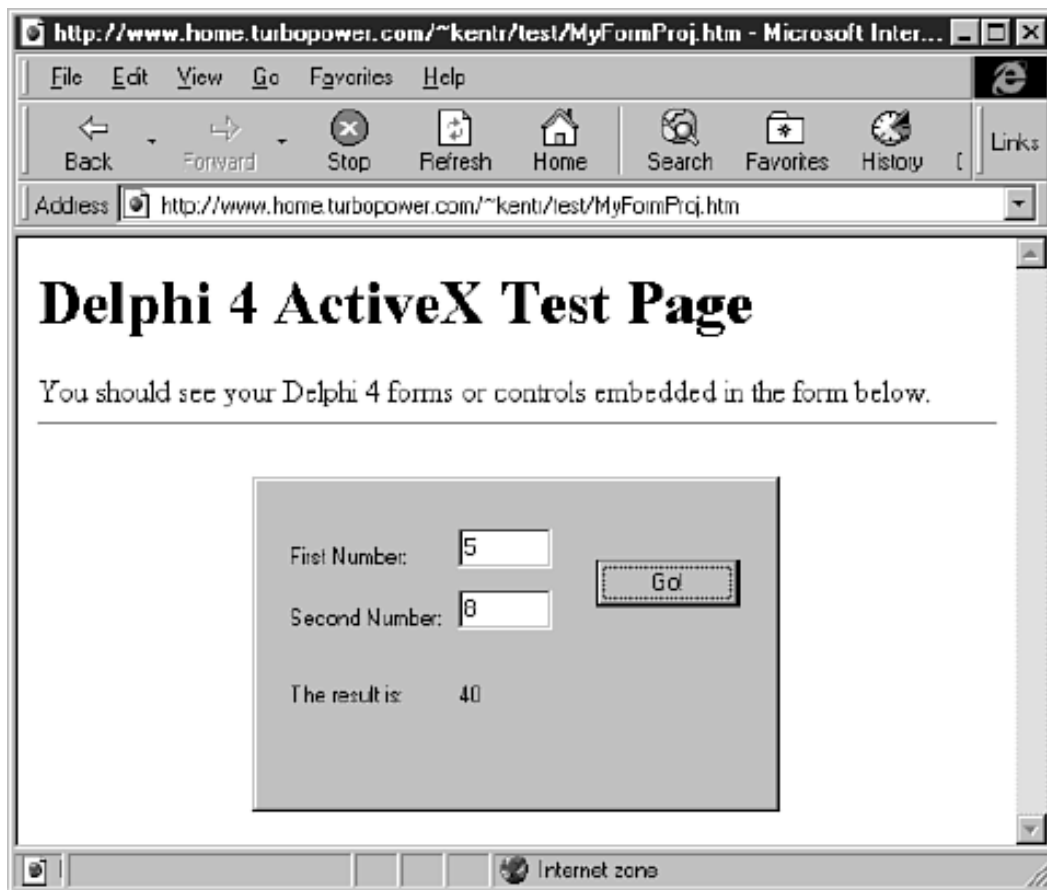 http://www.home.turbopower.com/~kentr/test/MyFormProj.htm - Microsoft Inter...
File Edit View Go Favorites Help
Back Forward Stop Refresh Home Search Favorites History Links
Address http://www.home.turbopower.com/~kentr/test/MyFormProj.htm
Delphi 4 ActiveX Test Page
You should see your Delphi 4 forms or controls embedded in the form below.
First Number: 5
Go!
Second Number: 8
The result is: 40
Internet zone